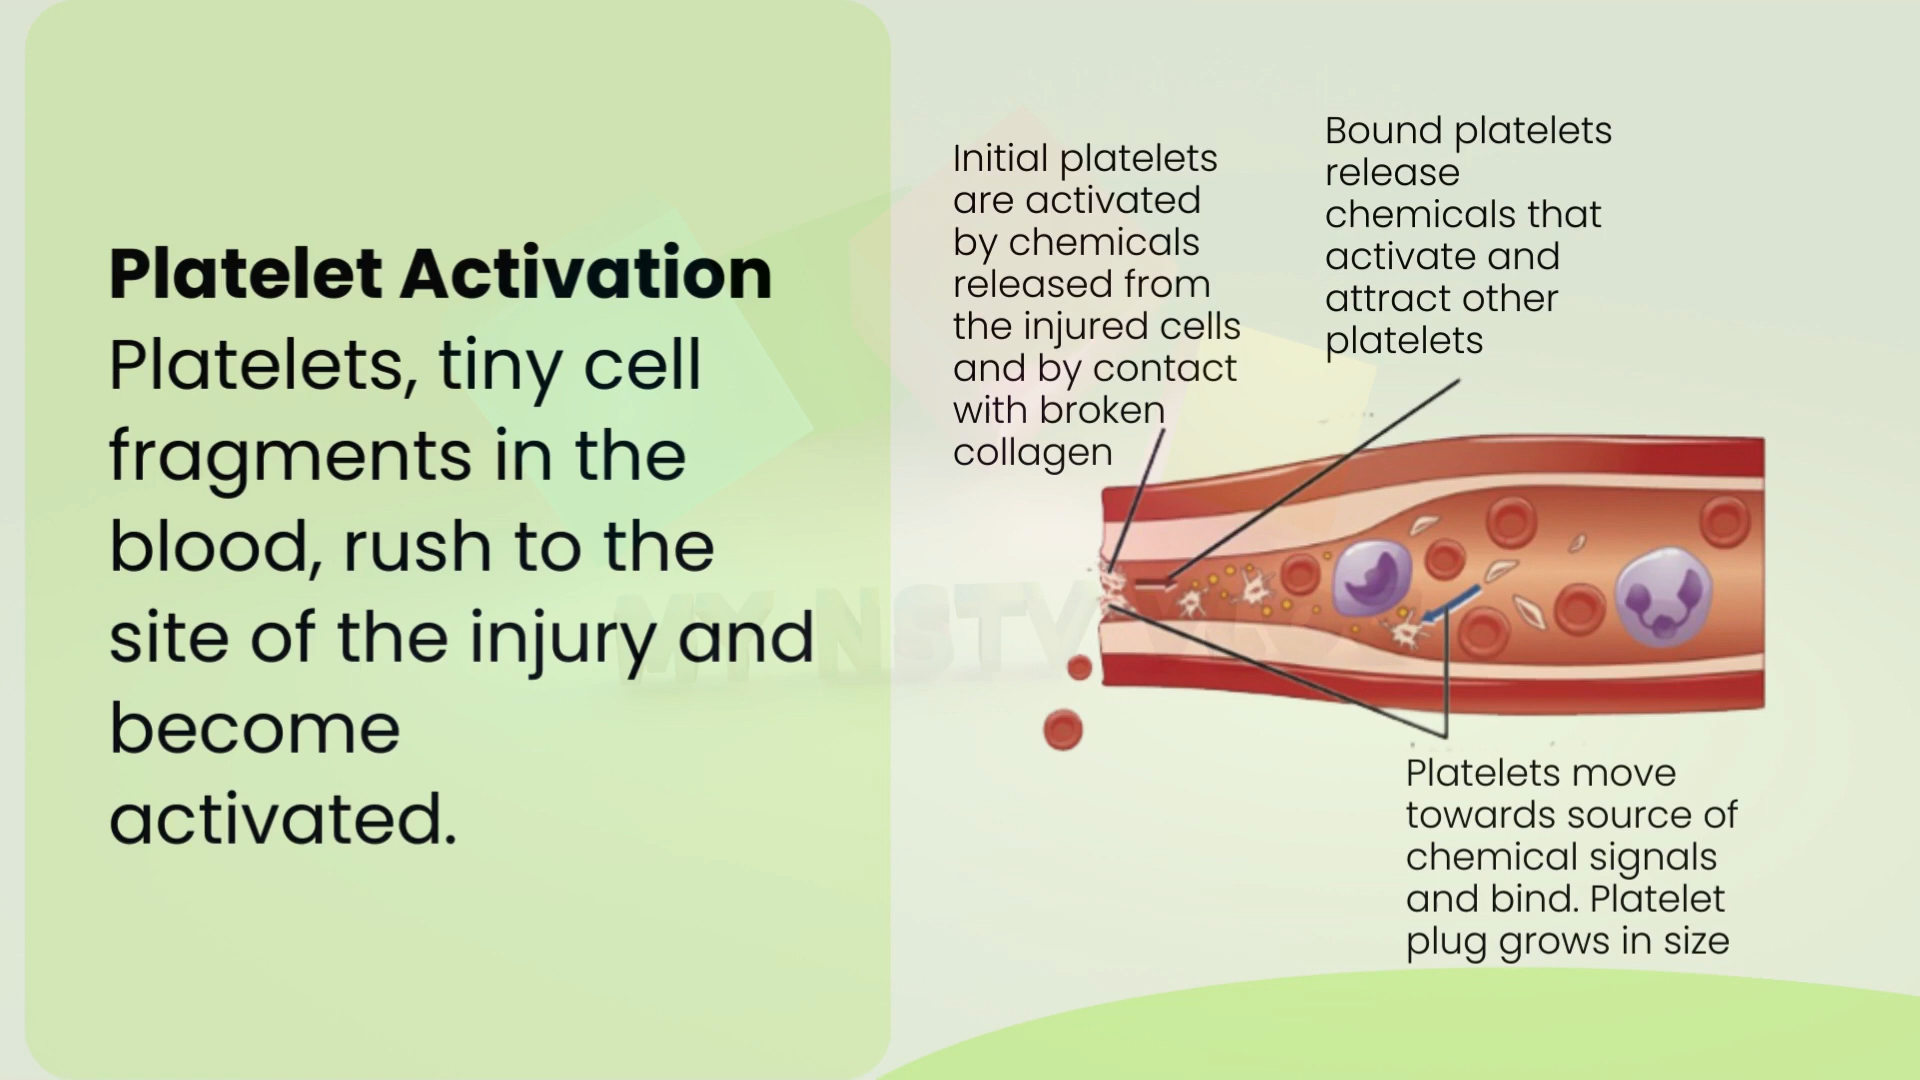 Platelet Activation
Platelets, tiny cell
fragments in the
blood, rush to the
site of the injury and
become
activated.
Initial platelets
are activated
by chemicals
released from
the injured cells
and by contact
with broken
collagen
Bound platelets
release
chemicals that
activate and
attract other
platelets
Platelets move
towards source of
chemical signals
and bind. Platelet
plug grows in size
MY NSTV